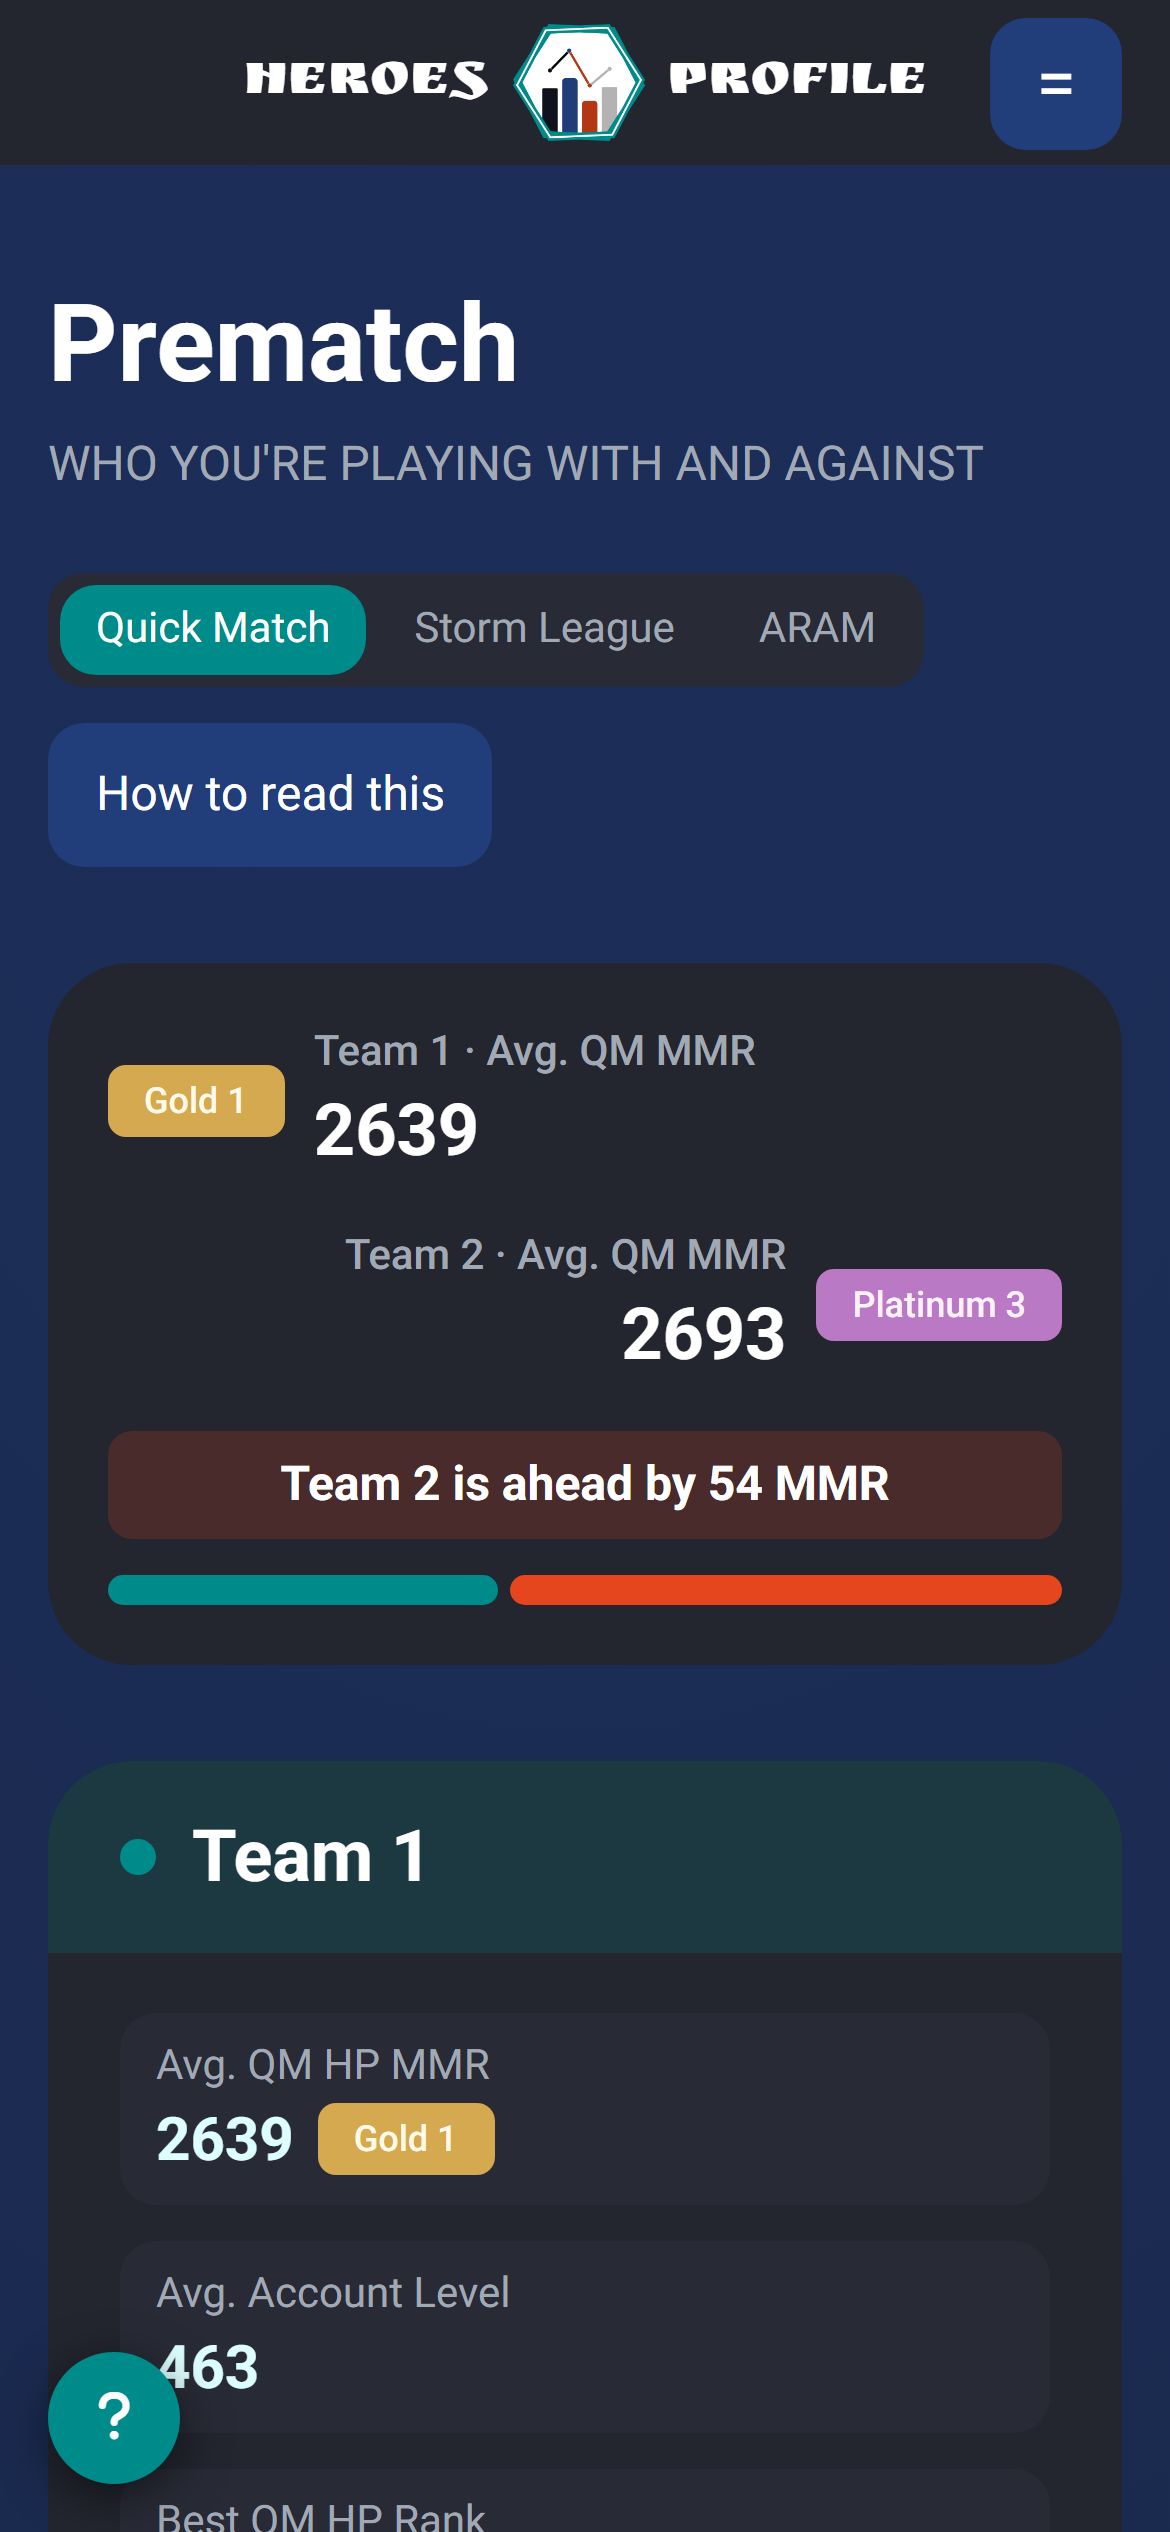 HEROES PROFILE
=
Prematch
WHO YOU'RE PLAYING WITH AND AGAINST
Quick Match Storm League ARAM
How to read this
Team 1 · Avg. QM MMR
Gold 1
2639
Team 2 · Avg. QM MMR
2693
Platinum 3
Team 2 is ahead by 54 MMR
Team 1
Avg. QM HP MMR
2639 Gold 1
Avg. Account Level
463
?
Best QM HP Rank